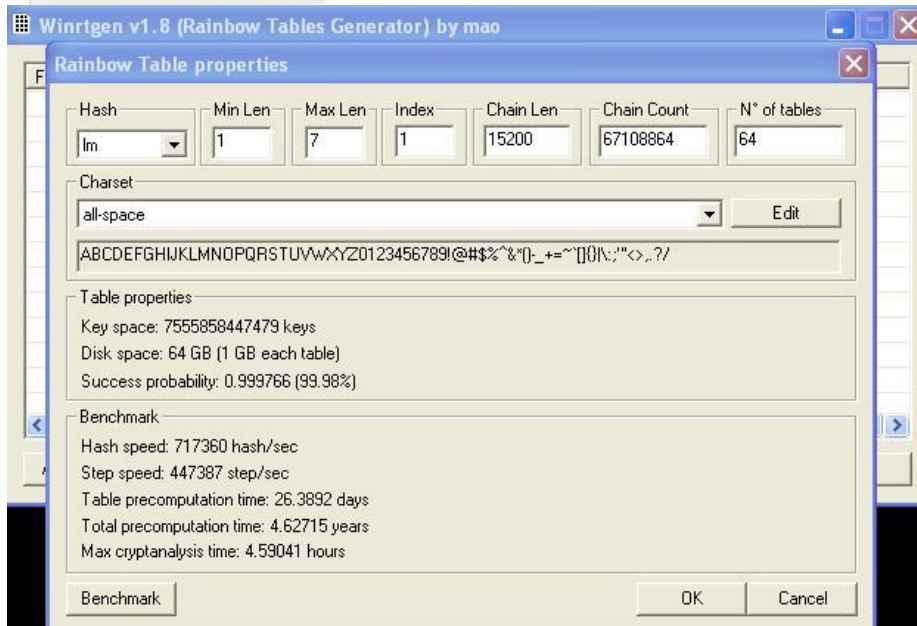 Winrtgen v1.8 (Rainbow Tables Generator) by mao
Rainbow Table properties
Hash Min Len Max Len Index Chain Len Chain Count N° of tables
lm 1 7 1 15200 67108864 64
Charset
all-space Edit
ABCDEFGHIJKLMNOPQRSTUVWXYZ0123456789!@#$%^&*()-_+=~`[]{}|\:;'"<>,.?/
Table properties
Key space: 7555858447479 keys
Disk space: 64 GB (1 GB each table)
Success probability: 0.999766 (99.98%)
Benchmark
Hash speed: 717360 hash/sec
Step speed: 447387 step/sec
Table precomputation time: 26.3892 days
Total precomputation time: 4.62715 years
Max cryptanalysis time: 4.59041 hours
Benchmark OK Cancel